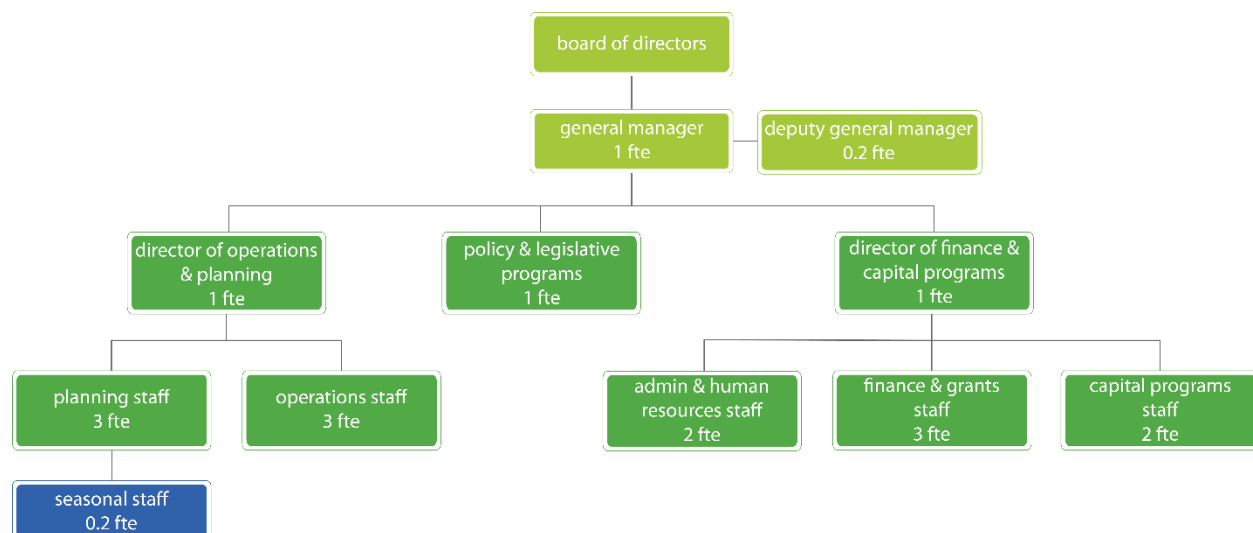 board of directors
general manager
1 fte
deputy general manager
0.2 fte
director of operations
& planning
1 fte
policy & legislative
programs
1 fte
director of finance &
capital programs
1 fte
planning staff
3 fte
operations staff
3 fte
admin & human
resources staff
2 fte
finance & grants
staff
3 fte
capital programs
staff
2 fte
seasonal staff
0.2 fte